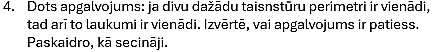 4. Dots apgalvojums: ja divu dažādu taisnstūru perimetri ir vienādi,
tad arī to laukumi ir vienādi. Izvērtē, vai apgalvojums ir patiess.
Paskaidro, kā secināji.